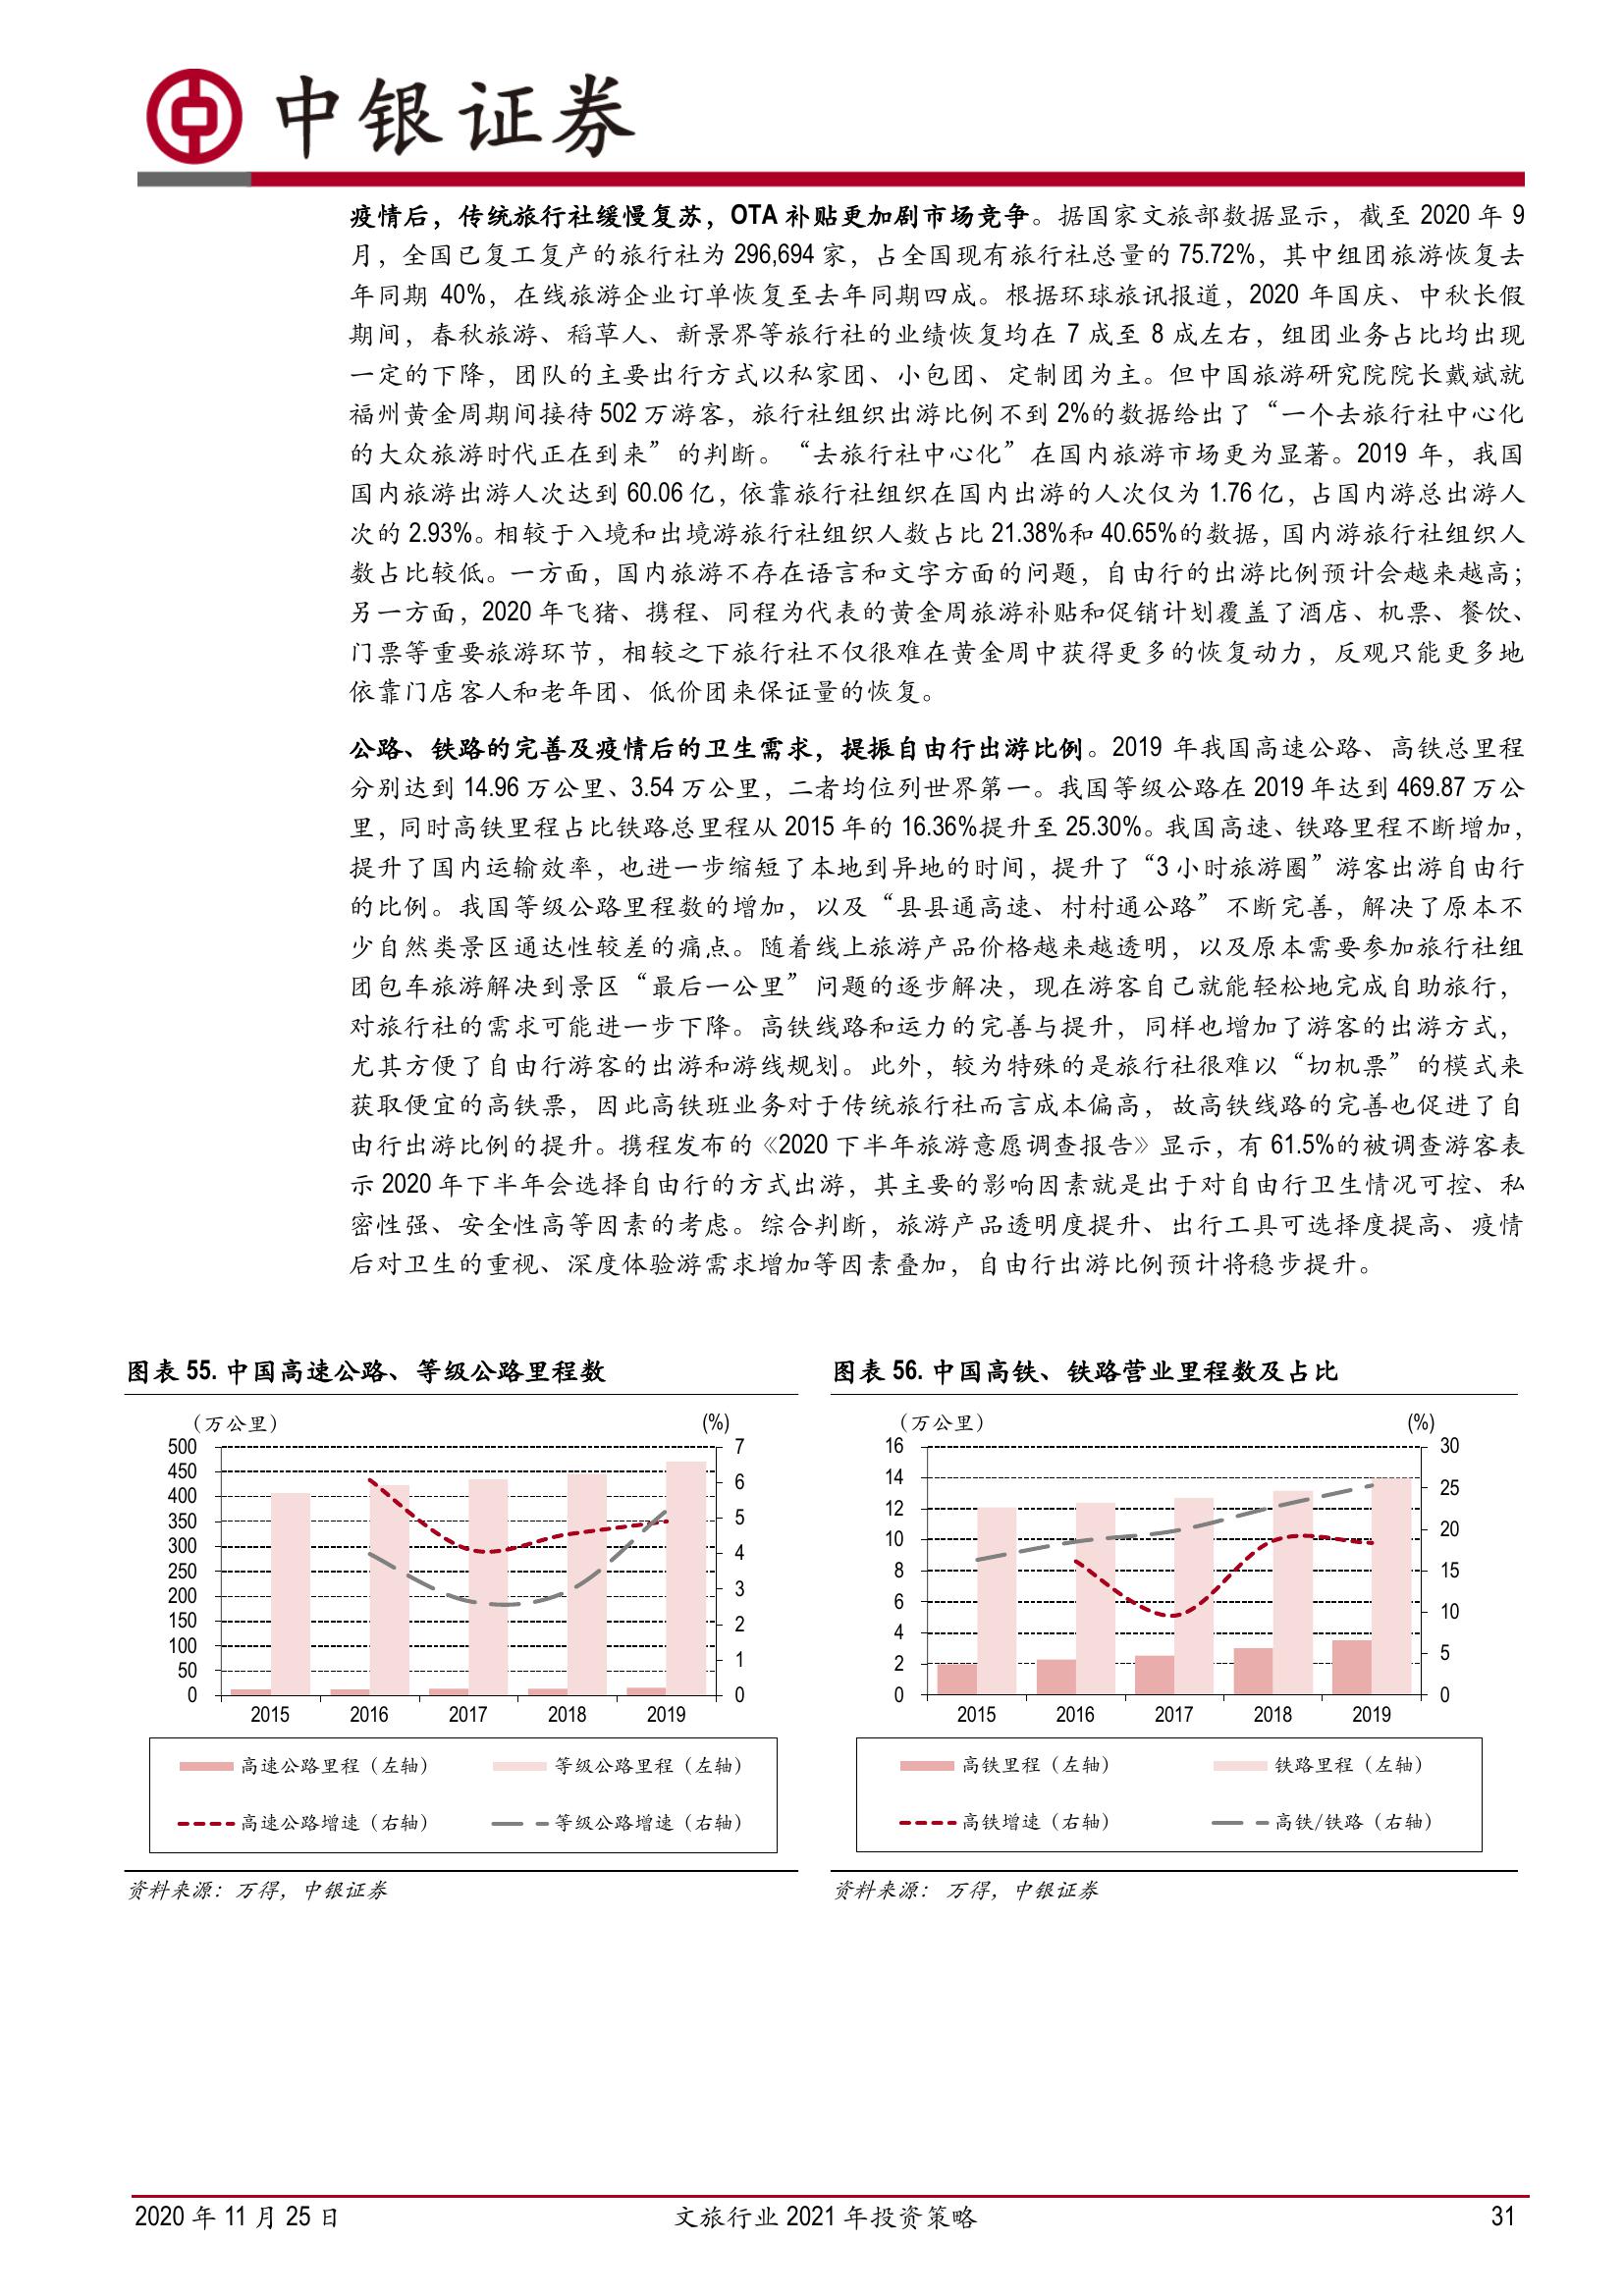 中银证券
疫情后，传统旅行社缓慢复苏，OTA 补贴更加剧市场竞争。据国家文旅部数据显示，截至 2020 年 9
月，全国已复工复产的旅行社为 296,694 家，占全国现有旅行社总量的 75.72%，其中组团旅游恢复去
年同期 40%，在线旅游企业订单恢复至去年同期四成。根据环球旅讯报道，2020 年国庆、中秋长假
期间，春秋旅游、稻草人、新景界等旅行社的业绩恢复均在 7 成至 8 成左右，组团业务占比均出现
一定的下降，团队的主要出行方式以私家团、小包团、定制团为主。但中国旅游研究院院长戴斌就
福州黄金周期间接待 502 万游客，旅行社组织出游比例不到 2%的数据给出了“一个去旅行社中心化
的大众旅游时代正在到来”的判断。“去旅行社中心化”在国内旅游市场更为显著。2019 年，我国
国内旅游出游人次达到 60.06 亿，依靠旅行社组织在国内出游的人次仅为 1.76 亿，占国内游总出游人
次的 2.93%。相较于入境和出境游旅行社组织人数占比 21.38%和 40.65%的数据，国内游旅行社组织人
数占比较低。一方面，国内旅游不存在语言和文字方面的问题，自由行的出游比例预计会越来越高；
另一方面，2020 年飞猪、携程、同程为代表的黄金周旅游补贴和促销计划覆盖了酒店、机票、餐饮、
门票等重要旅游环节，相较之下旅行社不仅很难在黄金周中获得更多的恢复动力，反观只能更多地
依靠门店客人和老年团、低价团来保证量的恢复。
公路、铁路的完善及疫情后的卫生需求，提振自由行出游比例。2019 年我国高速公路、高铁总里程
分别达到 14.96 万公里、3.54 万公里，二者均位列世界第一。我国等级公路在 2019 年达到 469.87 万公
里，同时高铁里程占比铁路总里程从 2015 年的 16.36%提升至 25.30%。我国高速、铁路里程不断增加，
提升了国内运输效率，也进一步缩短了本地到异地的时间，提升了“3 小时旅游圈”游客出游自由行
的比例。我国等级公路里程数的增加，以及“县县通高速、村村通公路”不断完善，解决了原本不
少自然类景区通达性较差的痛点。随着线上旅游产品价格越来越透明，以及原本需要参加旅行社组
团包车旅游解决到景区“最后一公里”问题的逐步解决，现在游客自己就能轻松地完成自助旅行，
对旅行社的需求可能进一步下降。高铁线路和运力的完善与提升，同样也增加了游客的出游方式，
尤其方便了自由行游客的出游和游线规划。此外，较为特殊的是旅行社很难以“切机票”的模式来
获取便宜的高铁票，因此高铁班业务对于传统旅行社而言成本偏高，故高铁线路的完善也促进了自
由行出游比例的提升。携程发布的《2020 下半年旅游意愿调查报告》显示，有 61.5%的被调查游客表
示 2020 年下半年会选择自由行的方式出游，其主要的影响因素就是出于对自由行卫生情况可控、私
密性强、安全性高等因素的考虑。综合判断，旅游产品透明度提升、出行工具可选择度提高、疫情
后对卫生的重视、深度体验游需求增加等因素叠加，自由行出游比例预计将稳步提升。
图表 55. 中国高速公路、等级公路里程数
（万公里） (%)
500 7
450 6
400 5
350 4
300 3
250 2
200 1
150 0
100
50
0
2015 2016 2017 2018 2019
高速公路里程（左轴） 等级公路里程（左轴）
高速公路增速（右轴） 等级公路增速（右轴）
资料来源：万得，中银证券
图表 56. 中国高铁、铁路营业里程数及占比
（万公里） (%)
16 30
14 25
12 20
10 15
8 10
6 5
4 0
2
0
2015 2016 2017 2018 2019
高铁里程（左轴） 铁路里程（左轴）
高铁增速（右轴） 高铁/铁路（右轴）
资料来源： 万得，中银证券
2020 年 11 月 25 日 文旅行业 2021 年投资策略 31